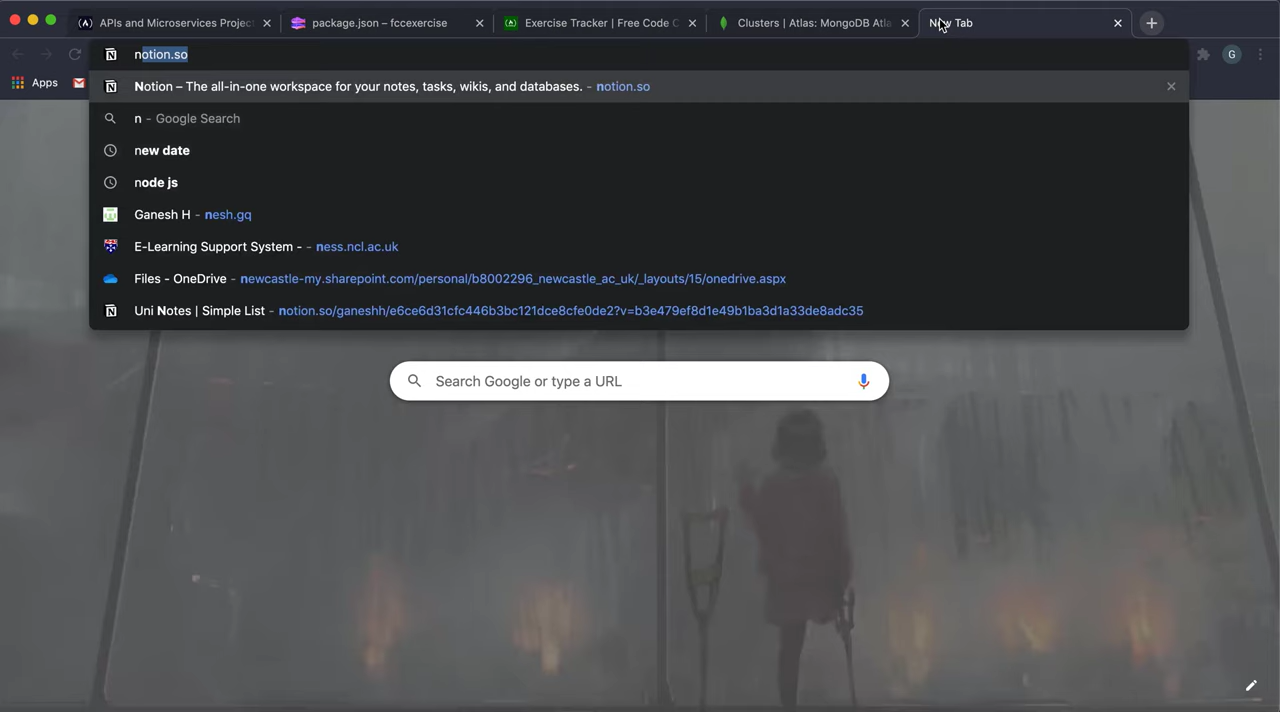 APIs and Microservices Project
package.json – fccexercise
Exercise Tracker | Free Code C
Clusters | Atlas: MongoDB Atla
New Tab
notion.so
G
Apps
Notion – The all-in-one workspace for your notes, tasks, wikis, and databases. - notion.so
n - Google Search
new date
node js
Ganesh H - nesh.gq
E-Learning Support System - - ness.ncl.ac.uk
Files - OneDrive - newcastle-my.sharepoint.com/personal/b8002296_newcastle_ac_uk/_layouts/15/onedrive.aspx
Uni Notes | Simple List - notion.so/ganeshh/e6ce6d31cfc446b3bc121dce8cfe0de2?v=b3e479ef8d1e49b1ba3d1a33de8adc35
Search Google or type a URL